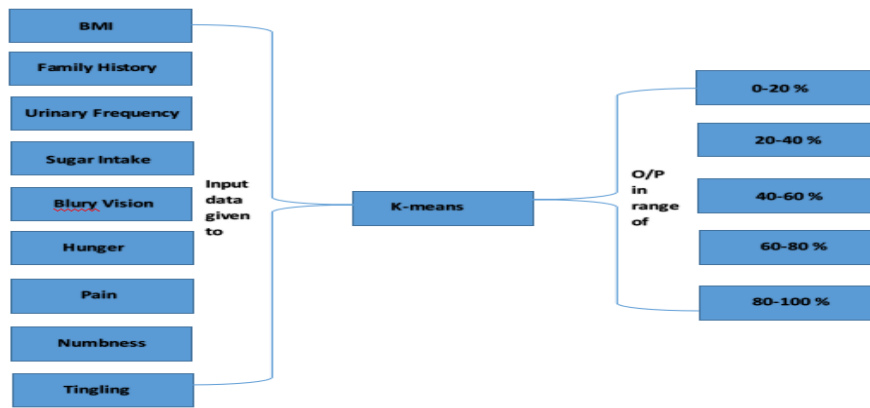 BMI
Family History
Urinary Frequency
Sugar Intake
Blury Vision
Hunger
Pain
Numbness
Tingling
Input
data
given
to
K-means
O/P
in
range
of
0-20 %
20-40 %
40-60 %
60-80 %
80-100 %